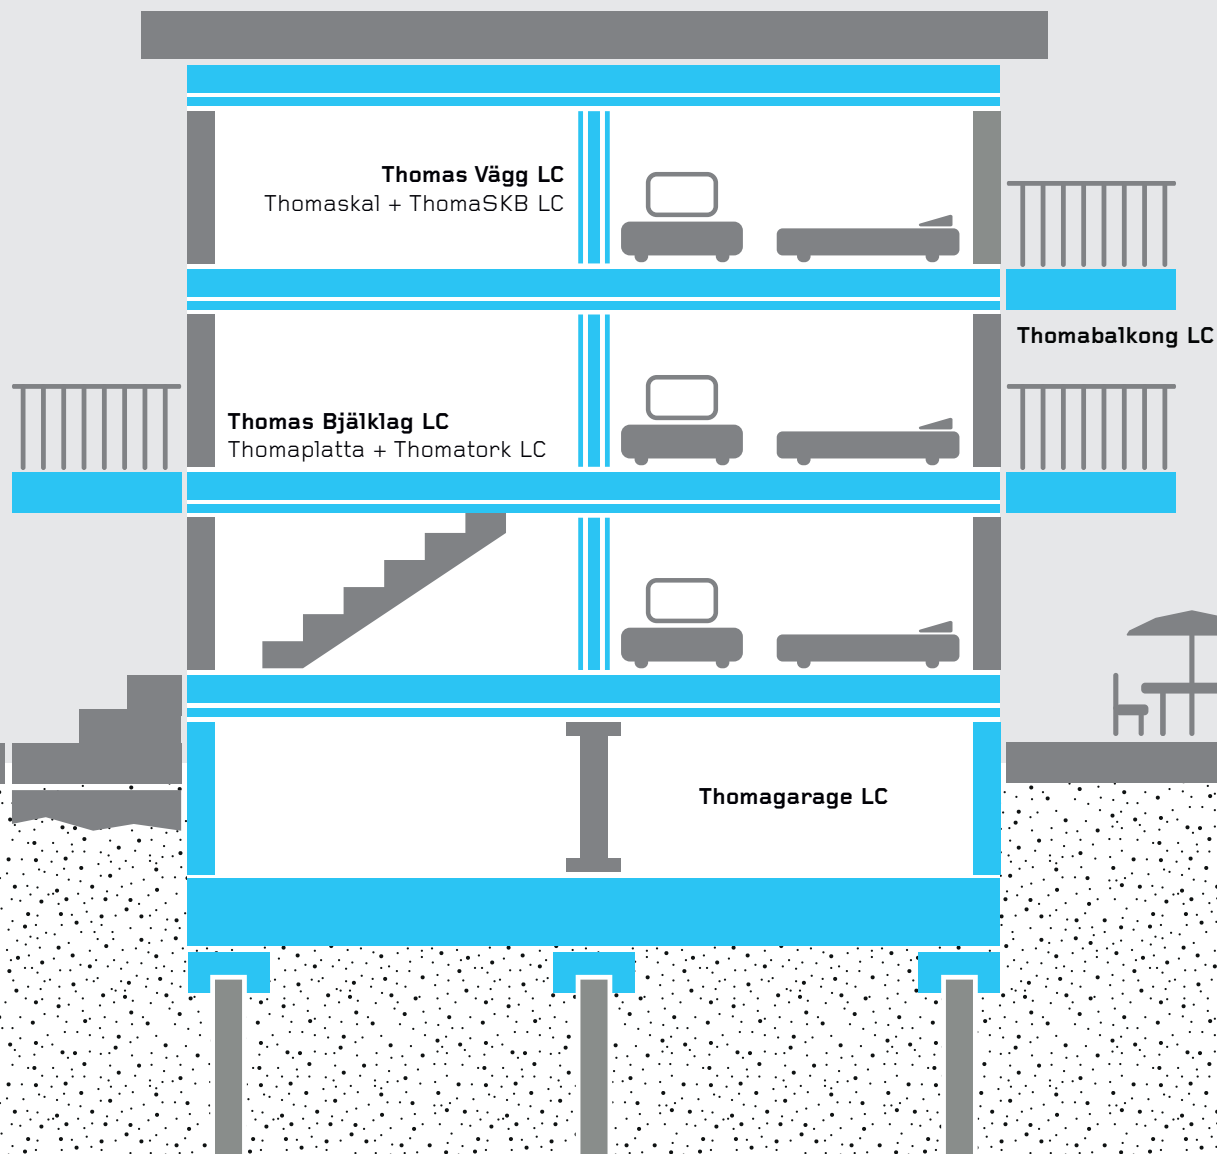 Thomas Vägg LC
Thomaskal + ThomaSKB LC
Thomabalkong LC
Thomas Bjälklag LC
Thomaplatta + Thomatork LC
Thomagarage LC